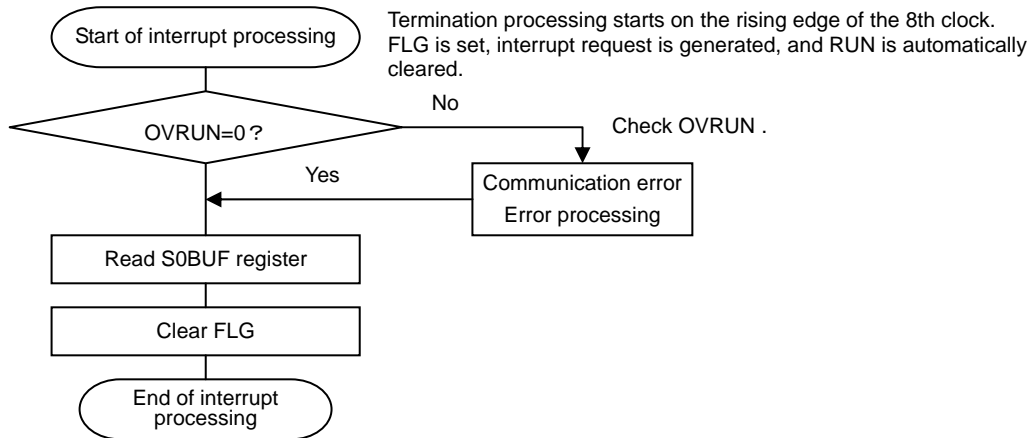 Start of interrupt processing
Termination processing starts on the rising edge of the 8th clock.
FLG is set, interrupt request is generated, and RUN is automatically
cleared.
No
OVRUN=0？
Check OVRUN .
Yes
Communication error
Error processing
Read S0BUF register
Clear FLG
End of interrupt
processing